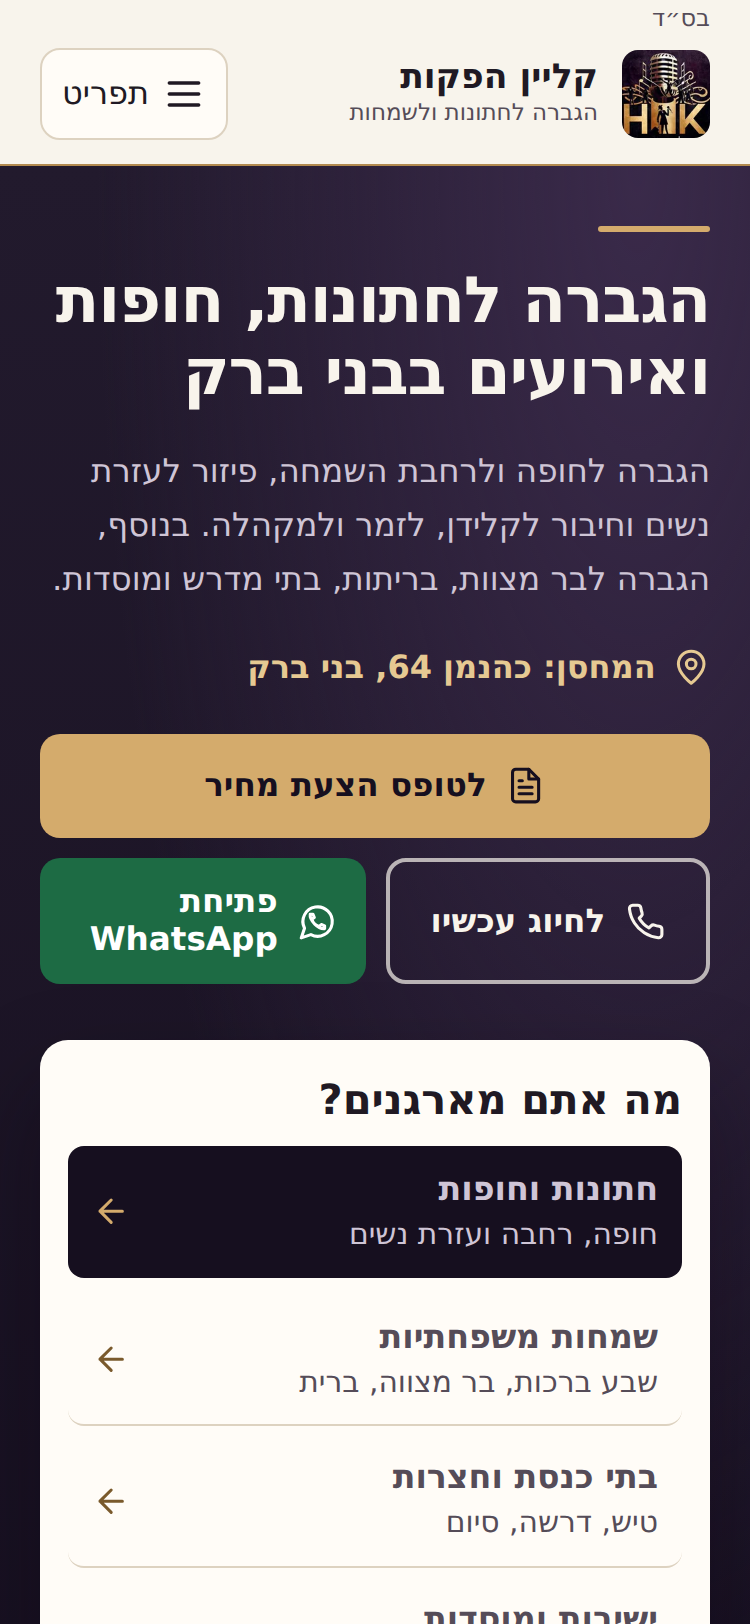 בס״ד
קליין הפקות
הגברה לחתונות ולשמחות
תפריט
HK
הגברה לחתונות, חופות
ואירועים בבני ברק
הגברה לחופה ולרחבת השמחה, פיזור לעזרת
נשים וחיבור לקלידן, לזמר ולמקהלה. בנוסף,
הגברה לבר מצוות, בריתות, בתי מדרש ומוסדות.
המחסן: כהנמן 64, בני ברק
לטופס הצעת מחיר
לחיוג עכשיו
פתיחת
WhatsApp
מה אתם מארגנים?
חתונות וחופות
חופה, רחבה ועזרת נשים
שמחות משפחתיות
שבע ברכות, בר מצווה, ברית
בתי כנסת וחצרות
טיש, דרשה, סיום
ישיבות ומוסדות